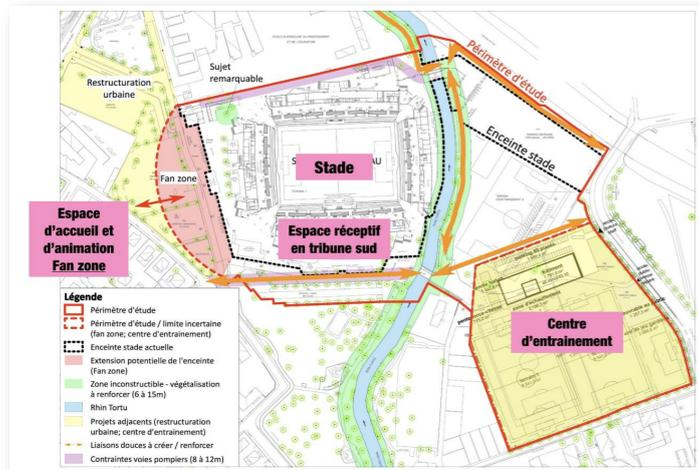 Périmètre d'étude
Sujet
remarquable
Restructuration
urbaine
Enceinte stade
Stade
Fan zone
Espace
d'accueil et
d'animation
Fan zone
Espace réceptif
en tribune sud
Centre
d'entrainement
Légende
Périmètre d'étude
Périmètre d'étude / limite incertaine
(fan zone; centre d'entrainement)
Enceinte stade actuelle
Extension potentielle de l'enceinte
(Fan zone)
Zone inconstructible - végétalisation
à renforcer (6 à 15m)
Rhin Tortu
Projets adjacents (restructuration
urbaine; centre d'entrainement)
Liaisons douces à créer / renforcer
Contraintes voies pompiers (8 à 12m)